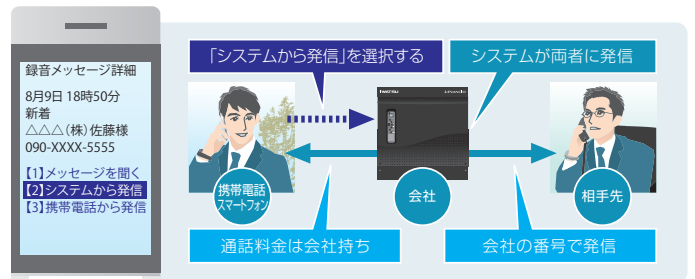 録音メッセージ詳細
8月9日 18時50分
新着
△△△(株)佐藤様
090-XXXX-5555
【1】メッセージを聞く
【2】システムから発信
【3】携帯電話から発信
「システムから発信」を選択する
システムが両者に発信
IWATSU
ADVANCIA
携帯電話
スマートフォン
会社
相手先
通話料金は会社持ち
会社の番号で発信